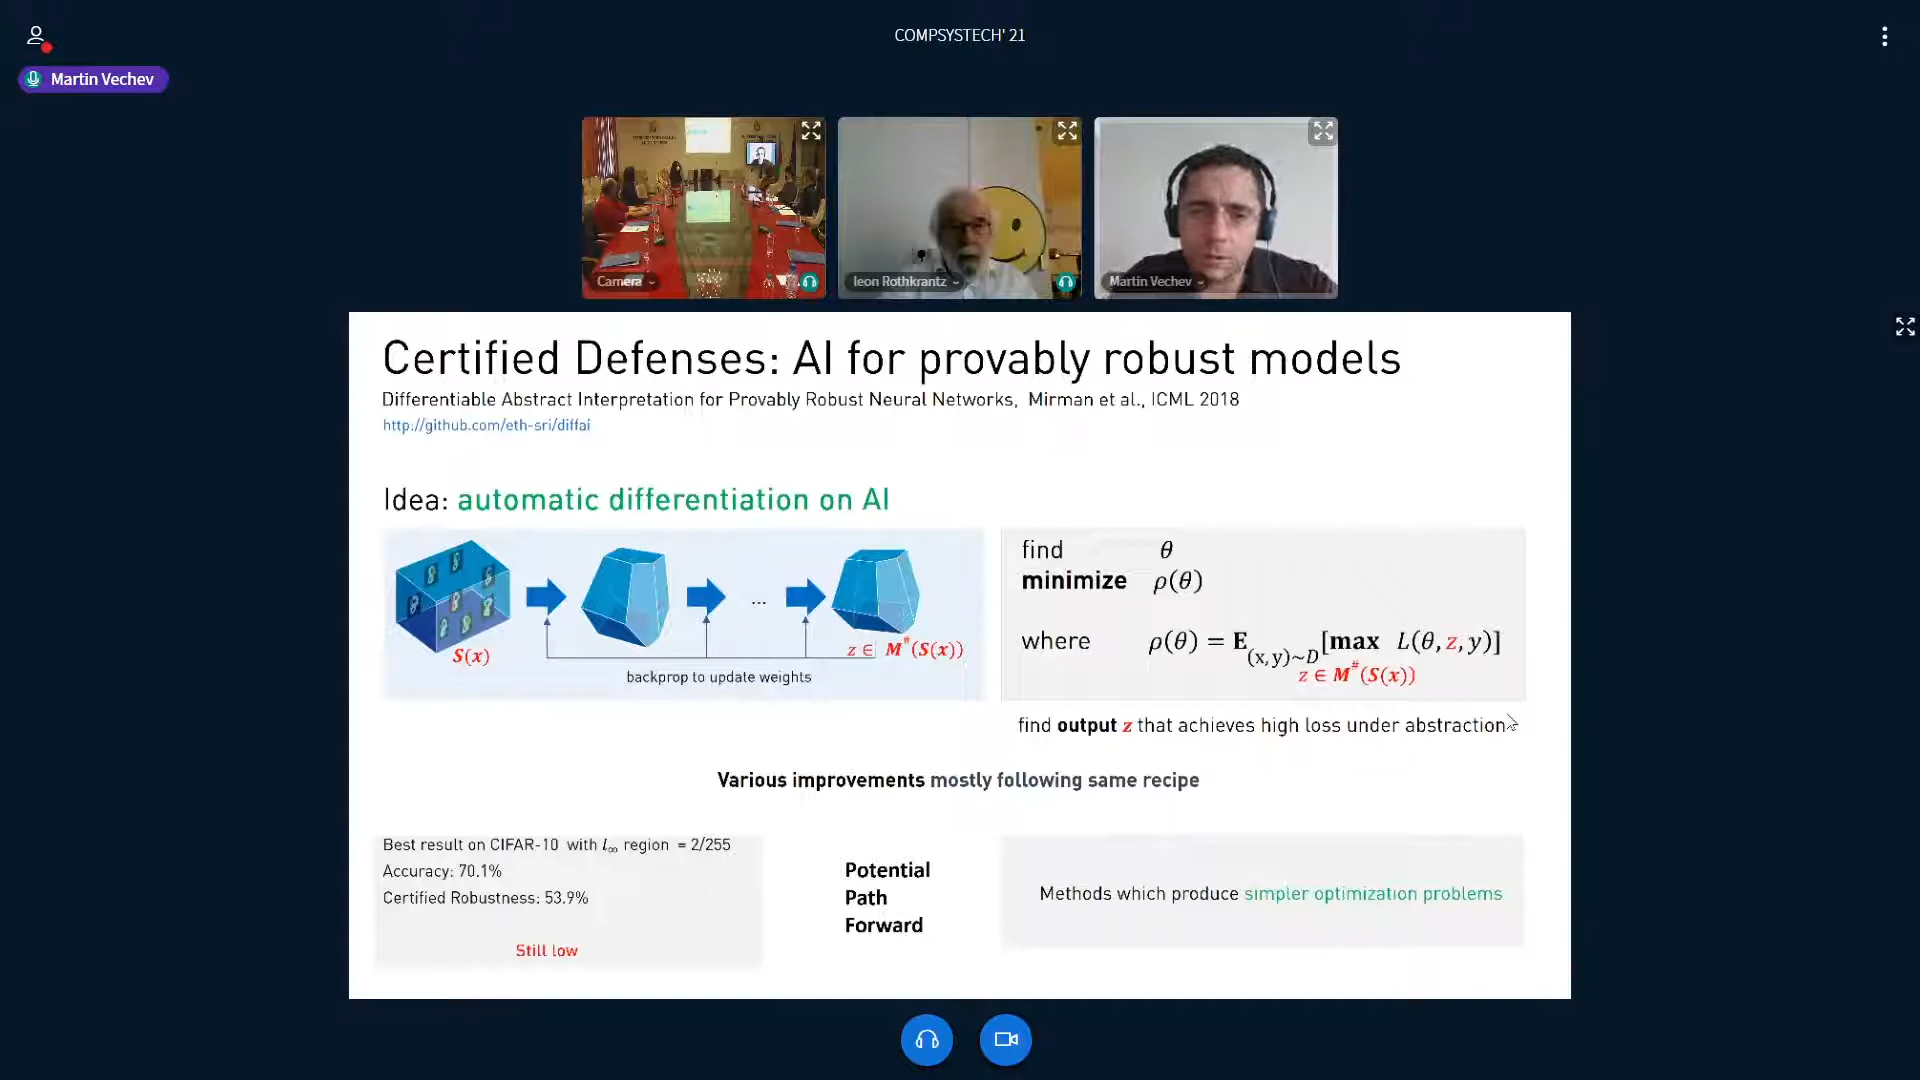 COMPSYSTECH' 21
Martin Vechev
Camera
leon Rothkrantz
Martin Vechev
Certified Defenses: AI for provably robust models
Differentiable Abstract Interpretation for Provably Robust Neural Networks, Mirman et al., ICML 2018
http://github.com/eth-sri/diffai
Idea: automatic differentiation on AI
S(x)
...
z ∈ M#(S(x))
backprop to update weights
find θ
minimize ρ(θ)
where ρ(θ) = E(x,y)~D [max L(θ, z, y)]
z ∈ M#(S(x))
find output z that achieves high loss under abstraction
Various improvements mostly following same recipe
Best result on CIFAR-10 with l∞ region = 2/255
Accuracy: 70.1%
Certified Robustness: 53.9%
Still low
Potential
Path
Forward
Methods which produce simpler optimization problems